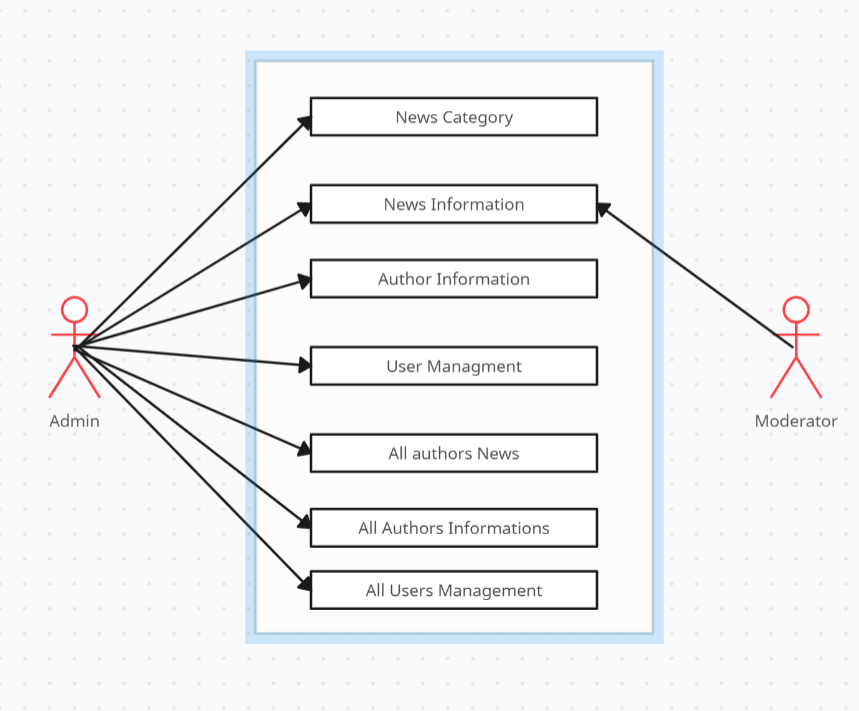 News Category
News Information
Author Information
User Managment
All authors News
All Authors Informations
All Users Management
Admin
Moderator